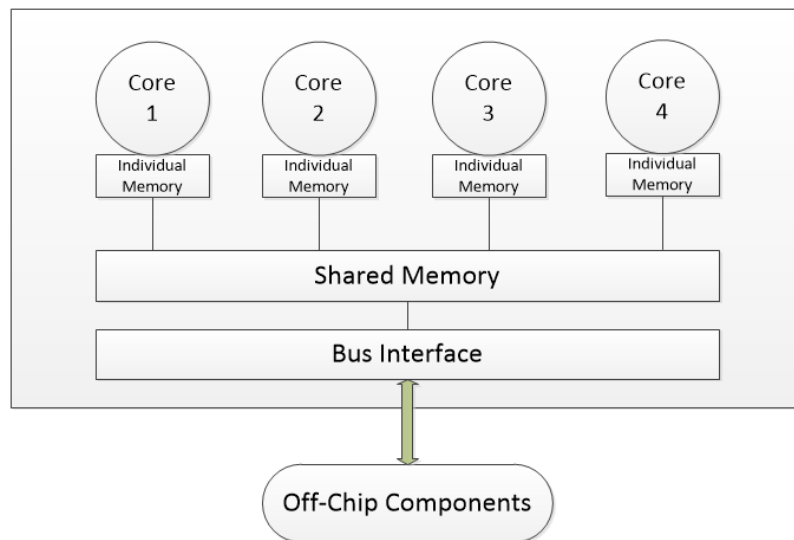 Core
1
Core
2
Core
3
Core
4
Individual
Memory
Individual
Memory
Individual
Memory
Individual
Memory
Shared Memory
Bus Interface
Off-Chip Components